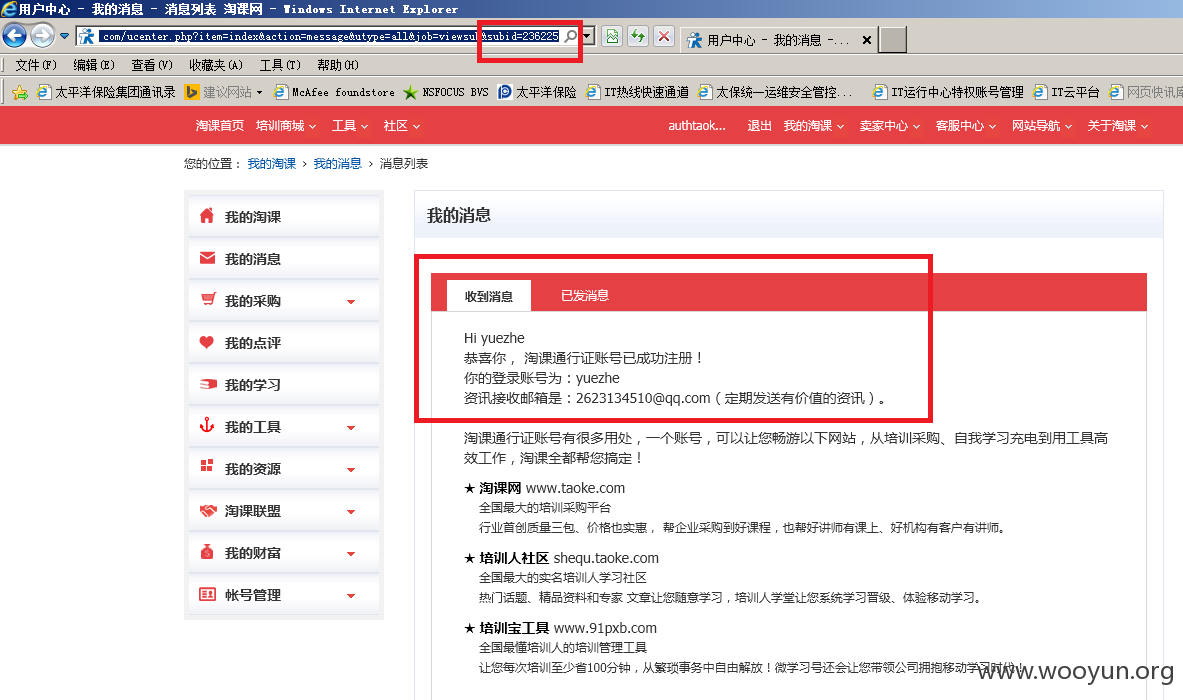 用户中心 - 我的消息 - 消息列表 淘课网 - Windows Internet Explorer
com/ucenter.php?item=index&action=message&utype=all&job=viewsub&subid=236225
用户中心 - 我的消息 -...
文件(F) 编辑(E) 查看(V) 收藏夹(A) 工具(T) 帮助(H)
太平洋保险集团通讯录 建议网站 McAfee foundstore NSFOCUS BVS 太平洋保险 IT热线快速通道 太保统一运维安全管控... IT运行中心特权账号管理 IT云平台 网页快讯库
淘课首页 培训商城 工具 社区 authtaok... 退出 我的淘课 卖家中心 客服中心 网站导航 关于淘课
您的位置： 我的淘课 › 我的消息 › 消息列表
我的淘课
我的消息
我的采购
我的点评
我的学习
我的工具
我的资源
淘课联盟
我的财富
帐号管理
我的消息
收到消息 已发消息
Hi yuezhe
恭喜你， 淘课通行证账号已成功注册！
你的登录账号为：yuezhe
资讯接收邮箱是：2623134510@qq.com（定期发送有价值的资讯）。
淘课通行证账号有很多用处，一个账号，可以让您畅游以下网站，从培训采购、自我学习充电到用工具高
效工作，淘课全都帮您搞定！
★ 淘课网 www.taoke.com
全国最大的培训采购平台
行业首创质量三包、价格也实惠， 帮企业采购到好课程，也帮好讲师有课上、好机构有客户有讲师。
★ 培训人社区 shequ.taoke.com
全国最大的实名培训人学习社区
热门话题、精品资料和专家 文章让您随意学习，培训人学堂让您系统学习晋级、体验移动学习。
★ 培训宝工具 www.91pxb.com
全国最懂培训人的培训管理工具
让您每次培训至少省100分钟，从繁琐事务中自由解放！微学习号还会让您带领公司拥抱移动学习时代！
www.wooyun.org